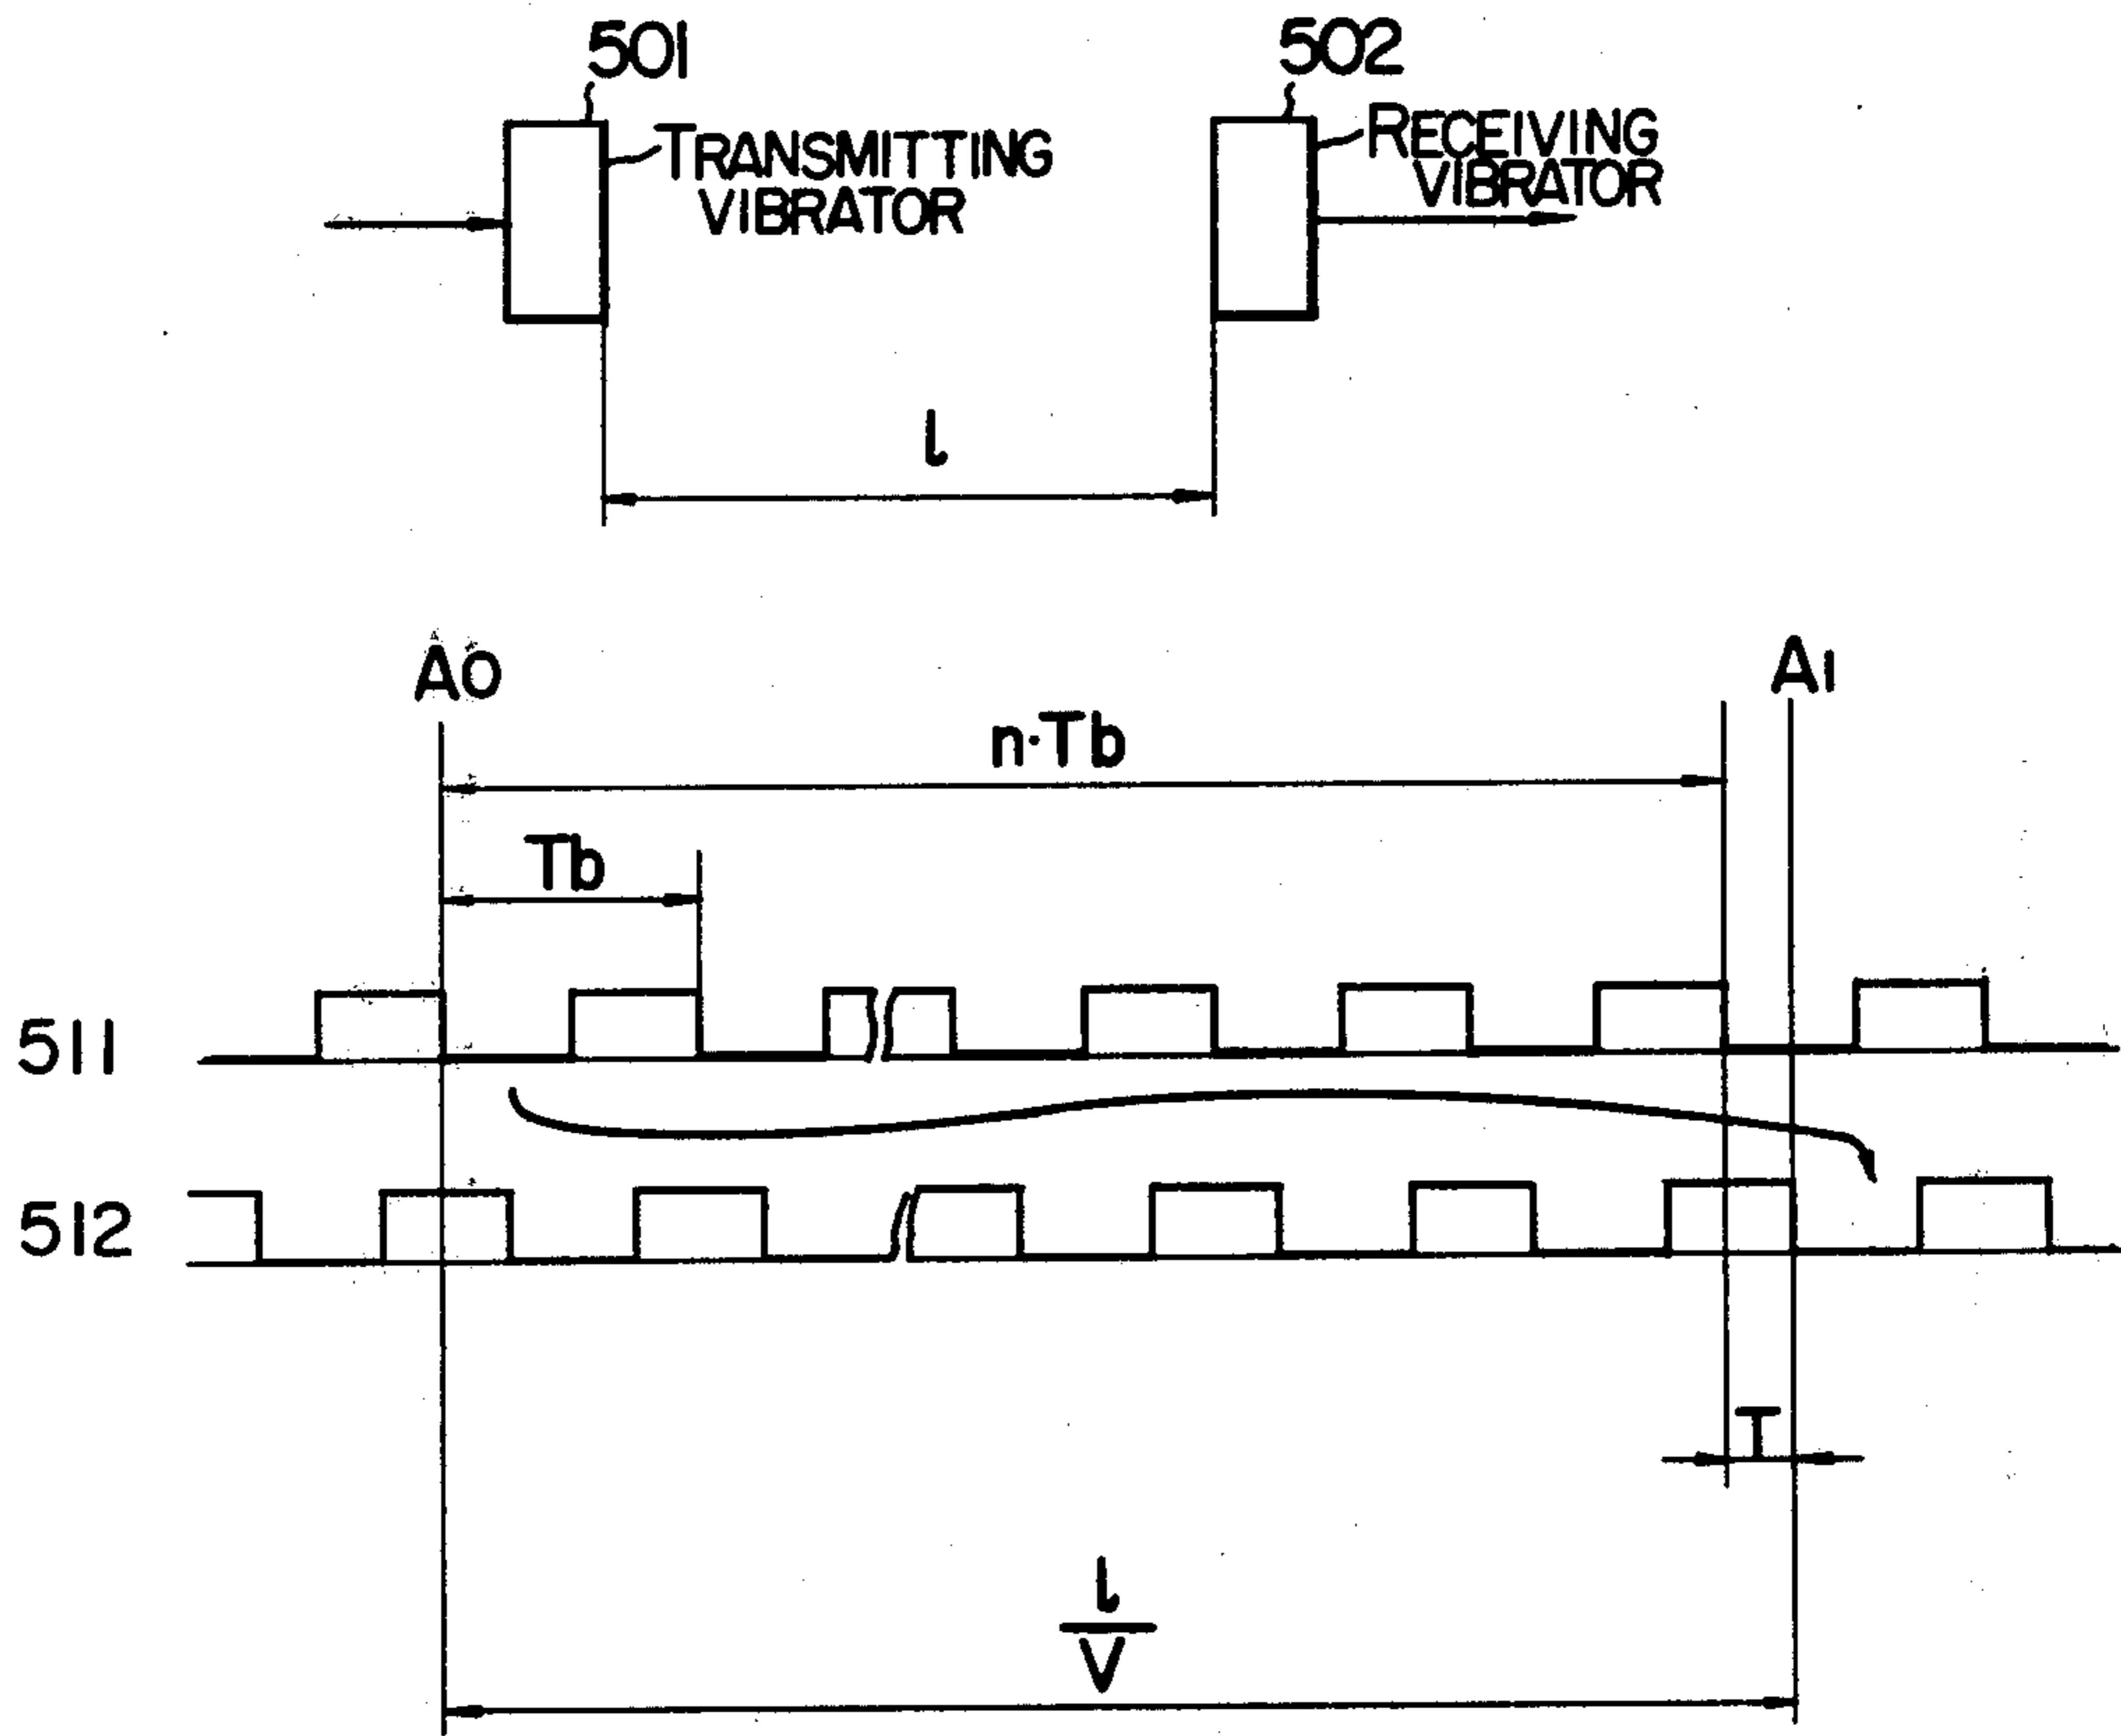 501
502
TRANSMITTING
VIBRATOR
RECEIVING
VIBRATOR
l
A0
A1
n·Tb
Tb
511
512
T
l
V